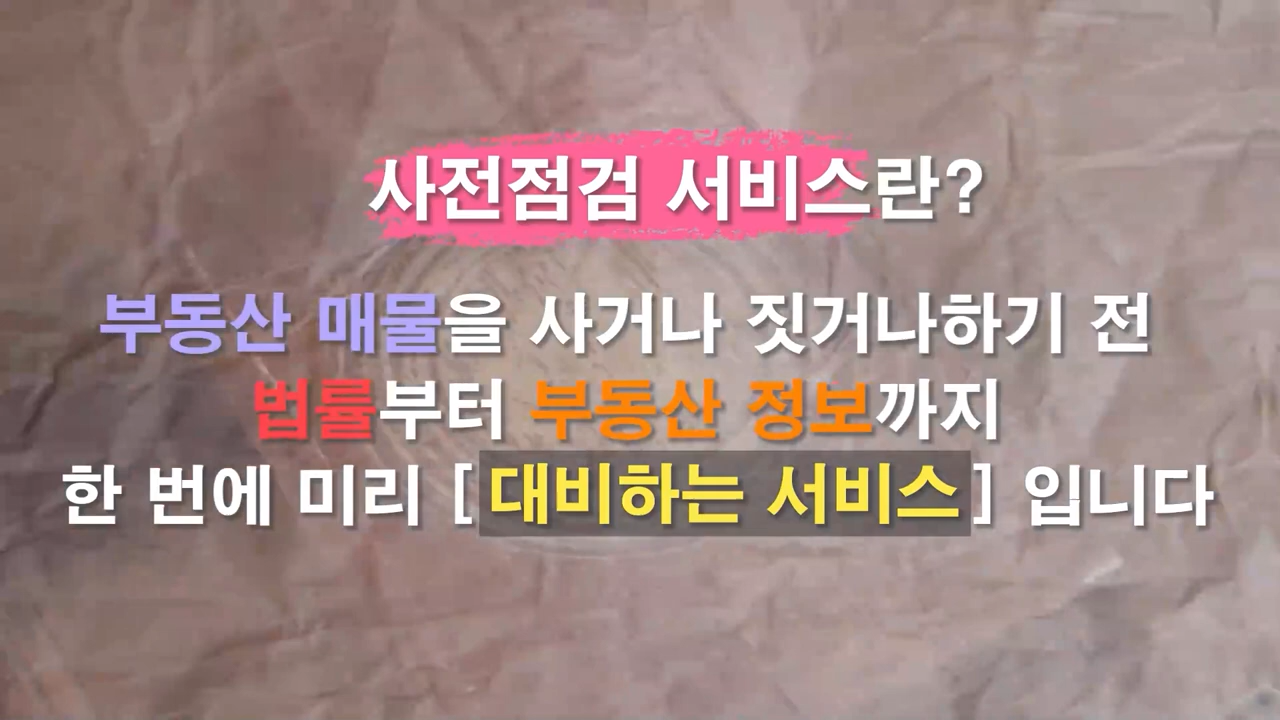 사전점검 서비스란?
부동산 매물을 사거나 짓거나하기 전
법률부터 부동산 정보까지
한 번에 미리 [대비하는 서비스] 입니다